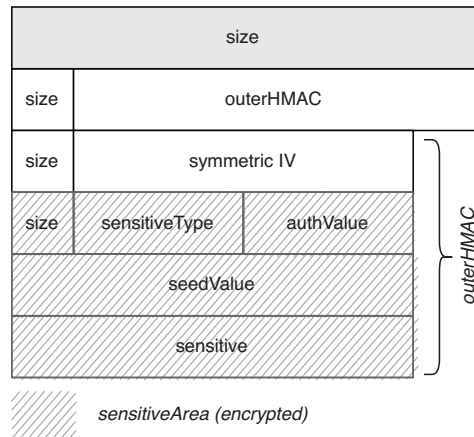 size
size outerHMAC
size symmetric IV
size sensitiveType authValue
seedValue
sensitive
outerHMAC
sensitiveArea (encrypted)